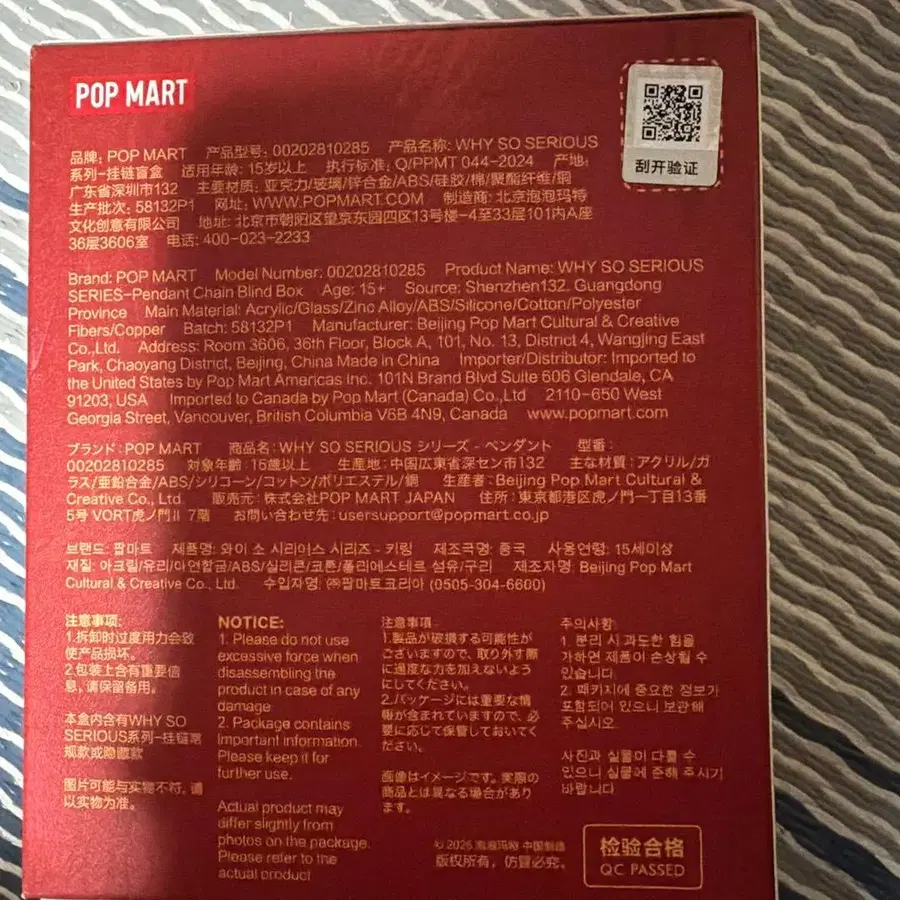 POP MART
刮开验证
品牌: POP MART 产品型号: 00202810285 产品名称: WHY SO SERIOUS
系列-挂链盲盒 适用年龄: 15岁以上 执行标准: Q/PPMT 044-2024 产地:
广东省深圳市132 主要材质: 亚克力/玻璃/锌合金/ABS/硅胶/棉/聚酯纤维/铜
生产批次: 58132P1 网址: WWW.POPMART.COM 制造商: 北京泡泡玛特
文化创意有限公司 地址: 北京市朝阳区望京东园四区13号楼-4至33层101内A座
36层3606室 电话: 400-023-2233
Brand: POP MART Model Number: 00202810285 Product Name: WHY SO SERIOUS
SERIES-Pendant Chain Blind Box Age: 15+ Source: Shenzhen132. Guangdong
Province Main Material: Acrylic/Glass/Zinc Alloy/ABS/Silicone/Cotton/Polyester
Fibers/Copper Batch: 58132P1 Manufacturer: Beijing Pop Mart Cultural & Creative
Co.,Ltd. Address: Room 3606, 36th Floor, Block A, 101, No. 13, District 4, Wangjing East
Park, Chaoyang District, Beijing, China Made in China Importer/Distributor: Imported to
the United States by Pop Mart Americas Inc. 101N Brand Blvd Suite 606 Glendale, CA
91203, USA Imported to Canada by Pop Mart (Canada) Co.,Ltd 2110-650 West
Georgia Street, Vancouver, British Columbia V6B 4N9, Canada www.popmart.com
ブランド: POP MART 商品名: WHY SO SERIOUS シリーズ - ペンダント 型番:
00202810285 対象年齢: 15歳以上 生産地: 中国広東省深セン市132 主な材質: アクリル/ガ
ラス/亜鉛合金/ABS/シリコーン/コットン/ポリエステル/銅 生産者: Beijing Pop Mart Cultural &
Creative Co., Ltd 販売元: 株式会社POP MART JAPAN 住所: 東京都港区虎ノ門一丁目13番
5号 VORT虎ノ門Ⅱ 7階 お問い合わせ先: usersupport@popmart.co.jp
브랜드: 팝마트 제품명: 와이 소 시리어스 시리즈 - 키링 제조국명: 중국 사용연령: 15세이상
재질: 아크릴/유리/아연합금/ABS/실리콘/코튼/폴리에스테르 섬유/구리 제조자명: Beijing Pop Mart
Cultural & Creative Co., Ltd. 수입자명: ㈜팝마트코리아 (0505-304-6600)
注意事项:
1.拆卸时过度用力会致
使产品损坏.
2.包装上含有重要信
息, 请保留备用。
本盒内含有WHY SO
SERIOUS系列-挂链常
规款或隐藏款
图片可能与实物不符, 请
以实物为准。
NOTICE:
1. Please do not use
excessive force when
disassembling the
product in case of any
damage
2. Package contains
Important information.
Please keep it for
further use.
Actual product may
differ slightly from
photos on the package.
Please refer to the
actual product
注意事項
1.製品が破損する可能性が
ございますので、取り外す際
に過度な力を加えないよう
にしてください。
2.パッケージには重要な情
報が含まれていますので、必
要に応じて保管しておいてく
ださい。
画像はイメージです。実際の
商品とは異なる場合があり
ます。
주의사항
1. 분리 시 과도한 힘을
가하면 제품이 손상될 수
있습니다
2. 패키지에 중요한 정보가
포함되어 있으니 보관해
주십시오
사진과 실물이 다를 수
있으니 실물에 준해 주시기
바랍니다
© 2025 泡泡玛特 中国制造
版权所有, 仿冒必究。
检验合格
QC PASSED